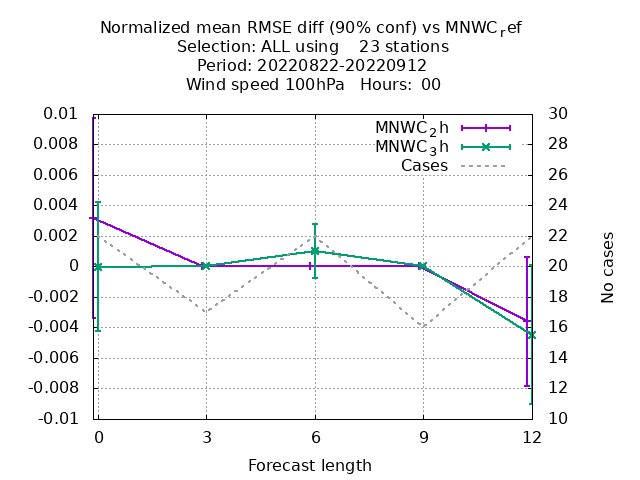 Normalized mean RMSE diff (90% conf) vs MNWC_ref
Selection: ALL using    23 stations
Period: 20220822-20220912
Wind speed 100hPa   Hours:  00
MNWC_2h
MNWC_3h
Cases
0.01
0.008
0.006
0.004
0.002
0
-0.002
-0.004
-0.006
-0.008
-0.01
30
28
26
24
22
20
18
16
14
12
10
No cases
0 3 6 9 12
Forecast length